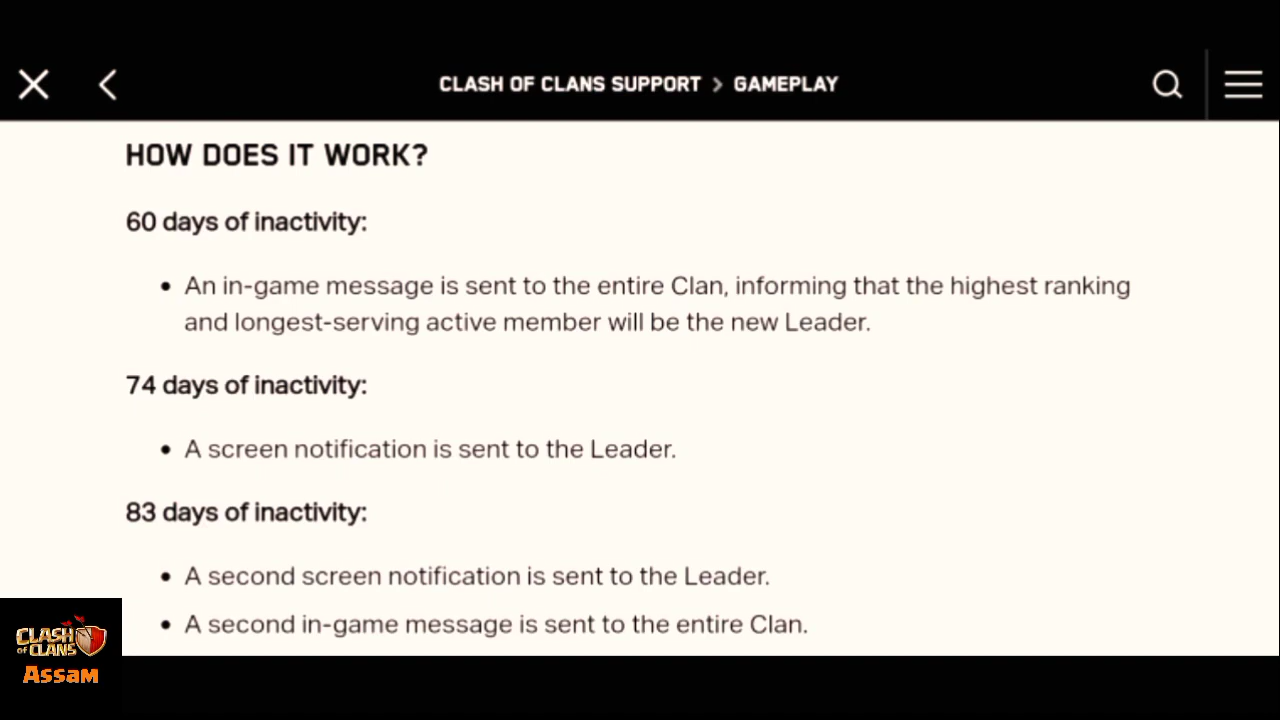 CLASH OF CLANS SUPPORT > GAMEPLAY
HOW DOES IT WORK?
60 days of inactivity:
• An in-game message is sent to the entire Clan, informing that the highest ranking
and longest-serving active member will be the new Leader.
74 days of inactivity:
• A screen notification is sent to the Leader.
83 days of inactivity:
• A second screen notification is sent to the Leader.
• A second in-game message is sent to the entire Clan.
CLASH
OF CLANS
Assam